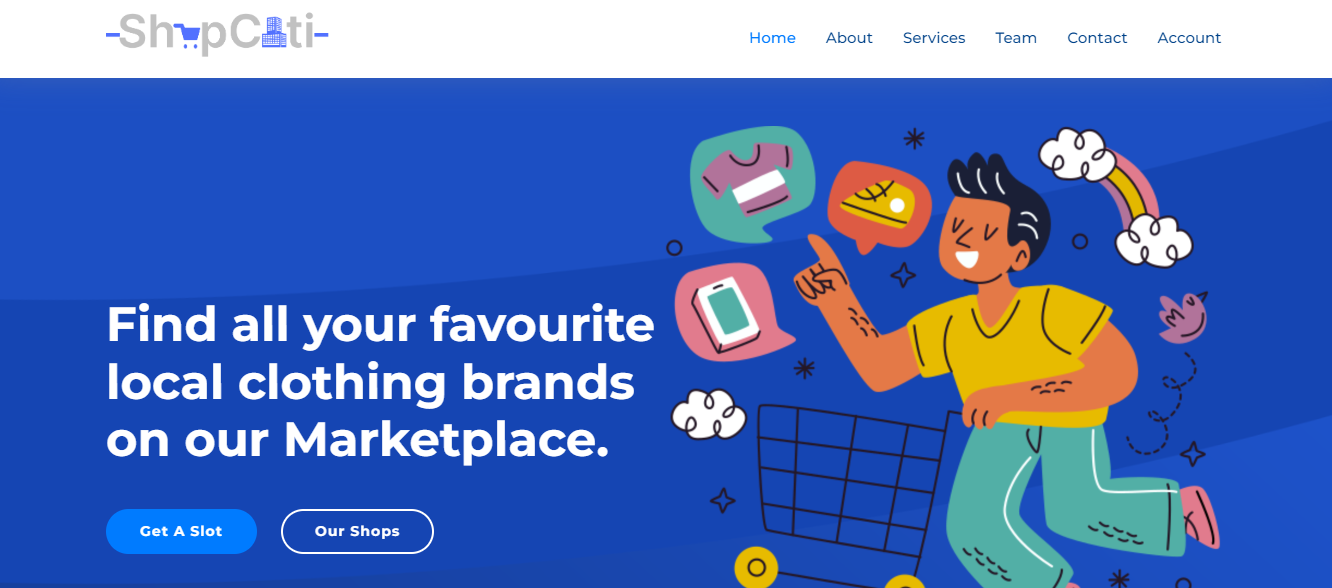 ShopCiti
Home About Services Team Contact Account
Find all your favourite
local clothing brands
on our Marketplace.
Get A Slot Our Shops